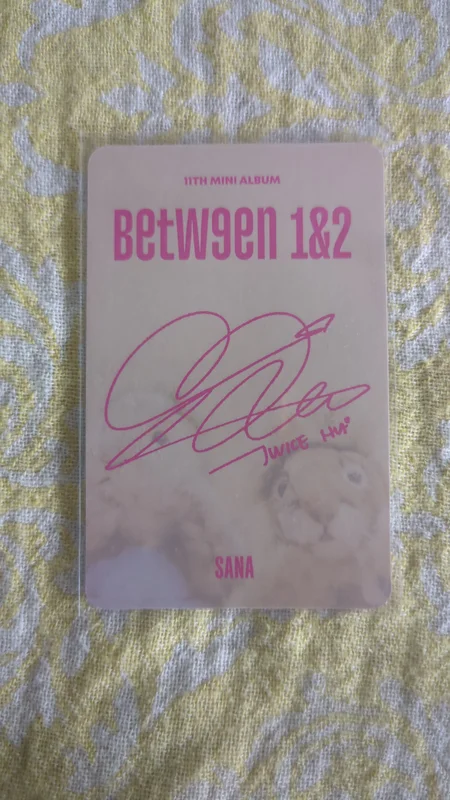 11TH MINI ALBUM
BETW9EN 1&2
TWICE
SANA